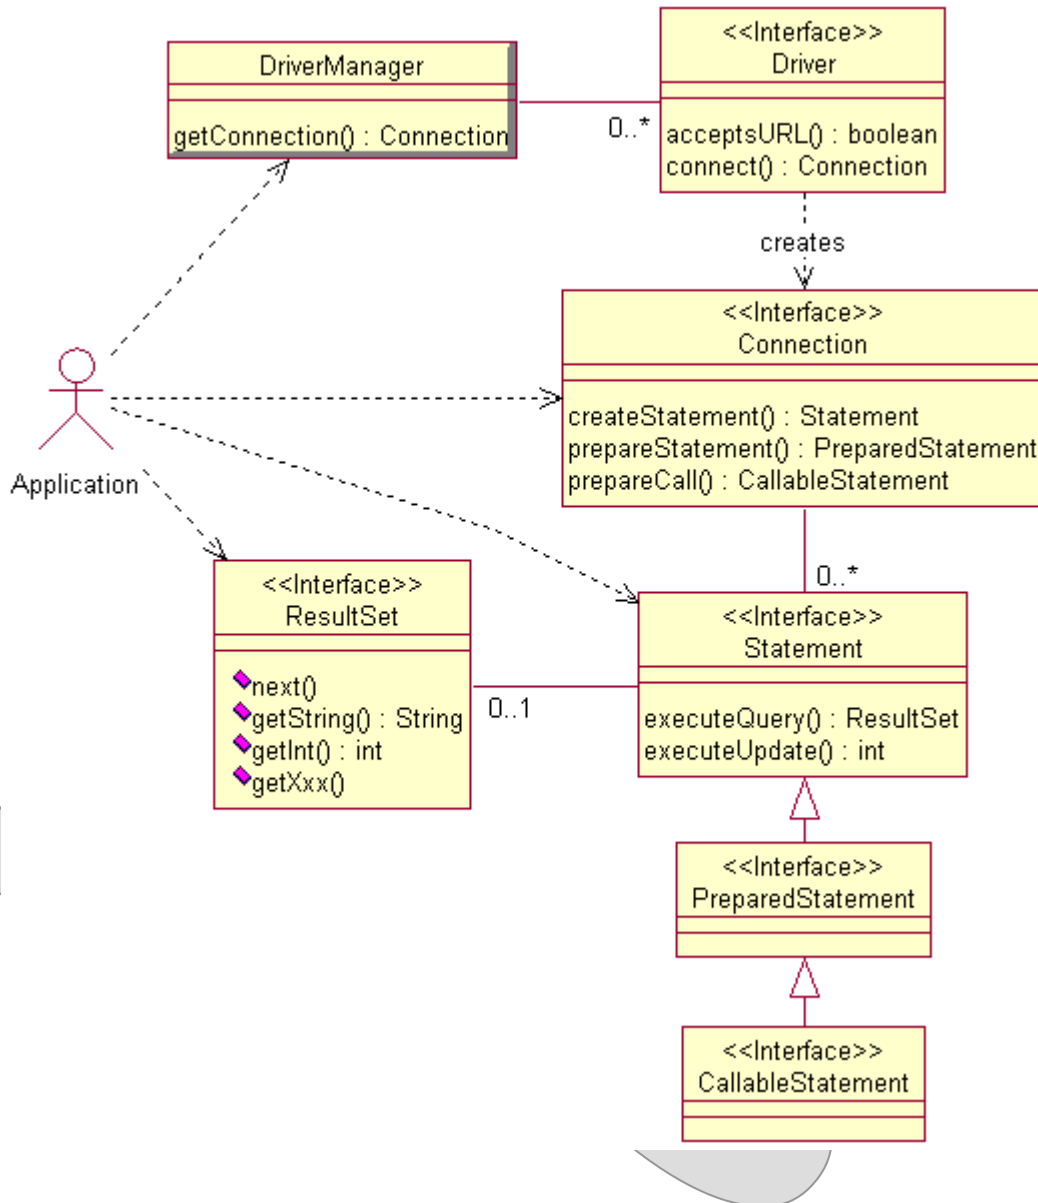 DriverManager
getConnection() : Connection
<<Interface>>
Driver
0..*
acceptsURL() : boolean
connect() : Connection
creates
<<Interface>>
Connection
createStatement() : Statement
prepareStatement() : PreparedStatement
prepareCall() : CallableStatement
Application
0..*
<<Interface>>
ResultSet
next()
getString() : String
getInt() : int
getXxx()
0..1
<<Interface>>
Statement
executeQuery() : ResultSet
executeUpdate() : int
<<Interface>>
PreparedStatement
<<Interface>>
CallableStatement